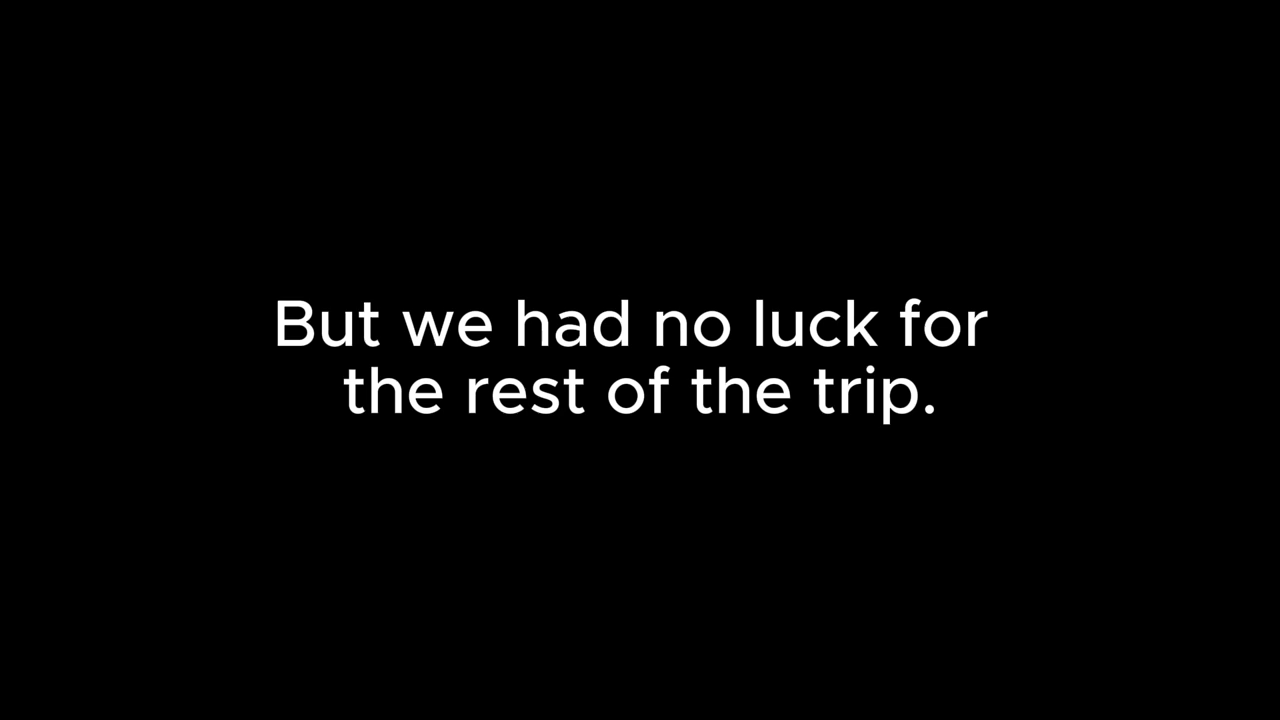 But we had no luck for
the rest of the trip.